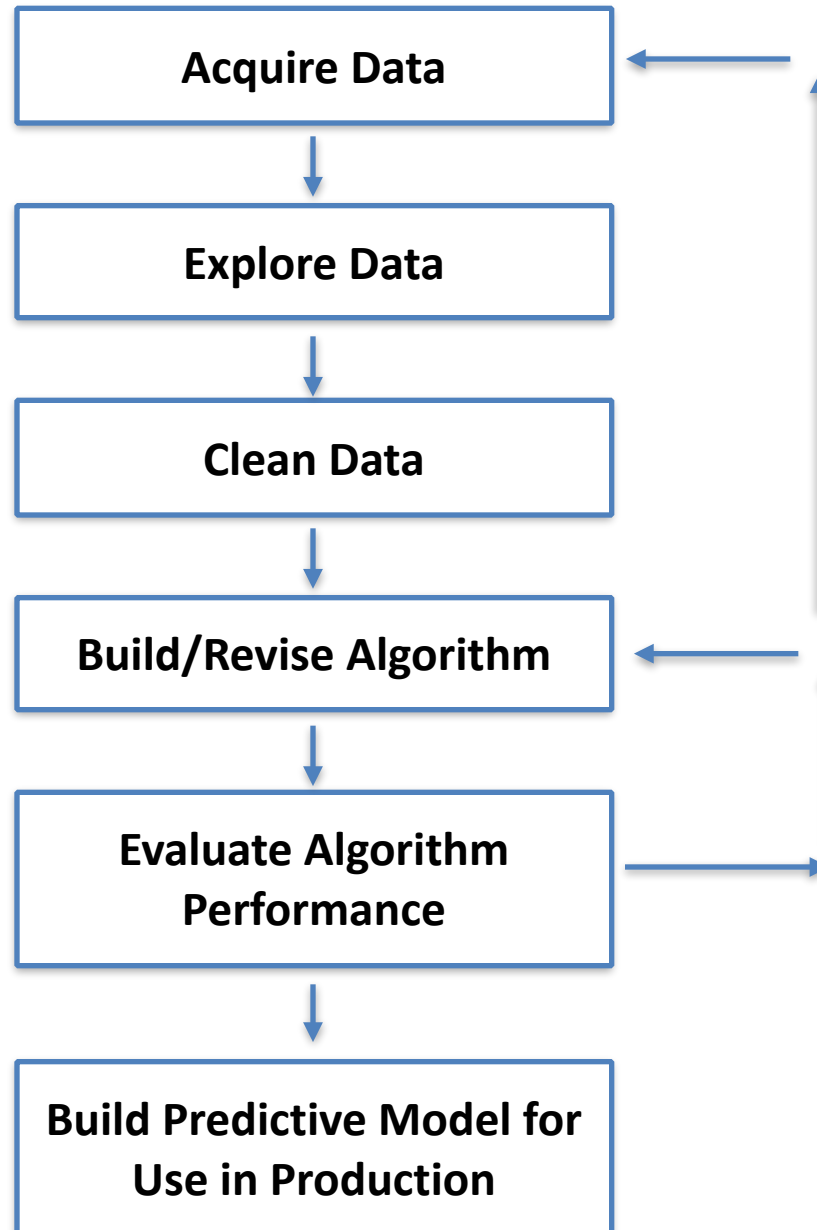 Acquire Data
Explore Data
Clean Data
Build/Revise Algorithm
Evaluate Algorithm
Performance
Build Predictive Model for
Use in Production